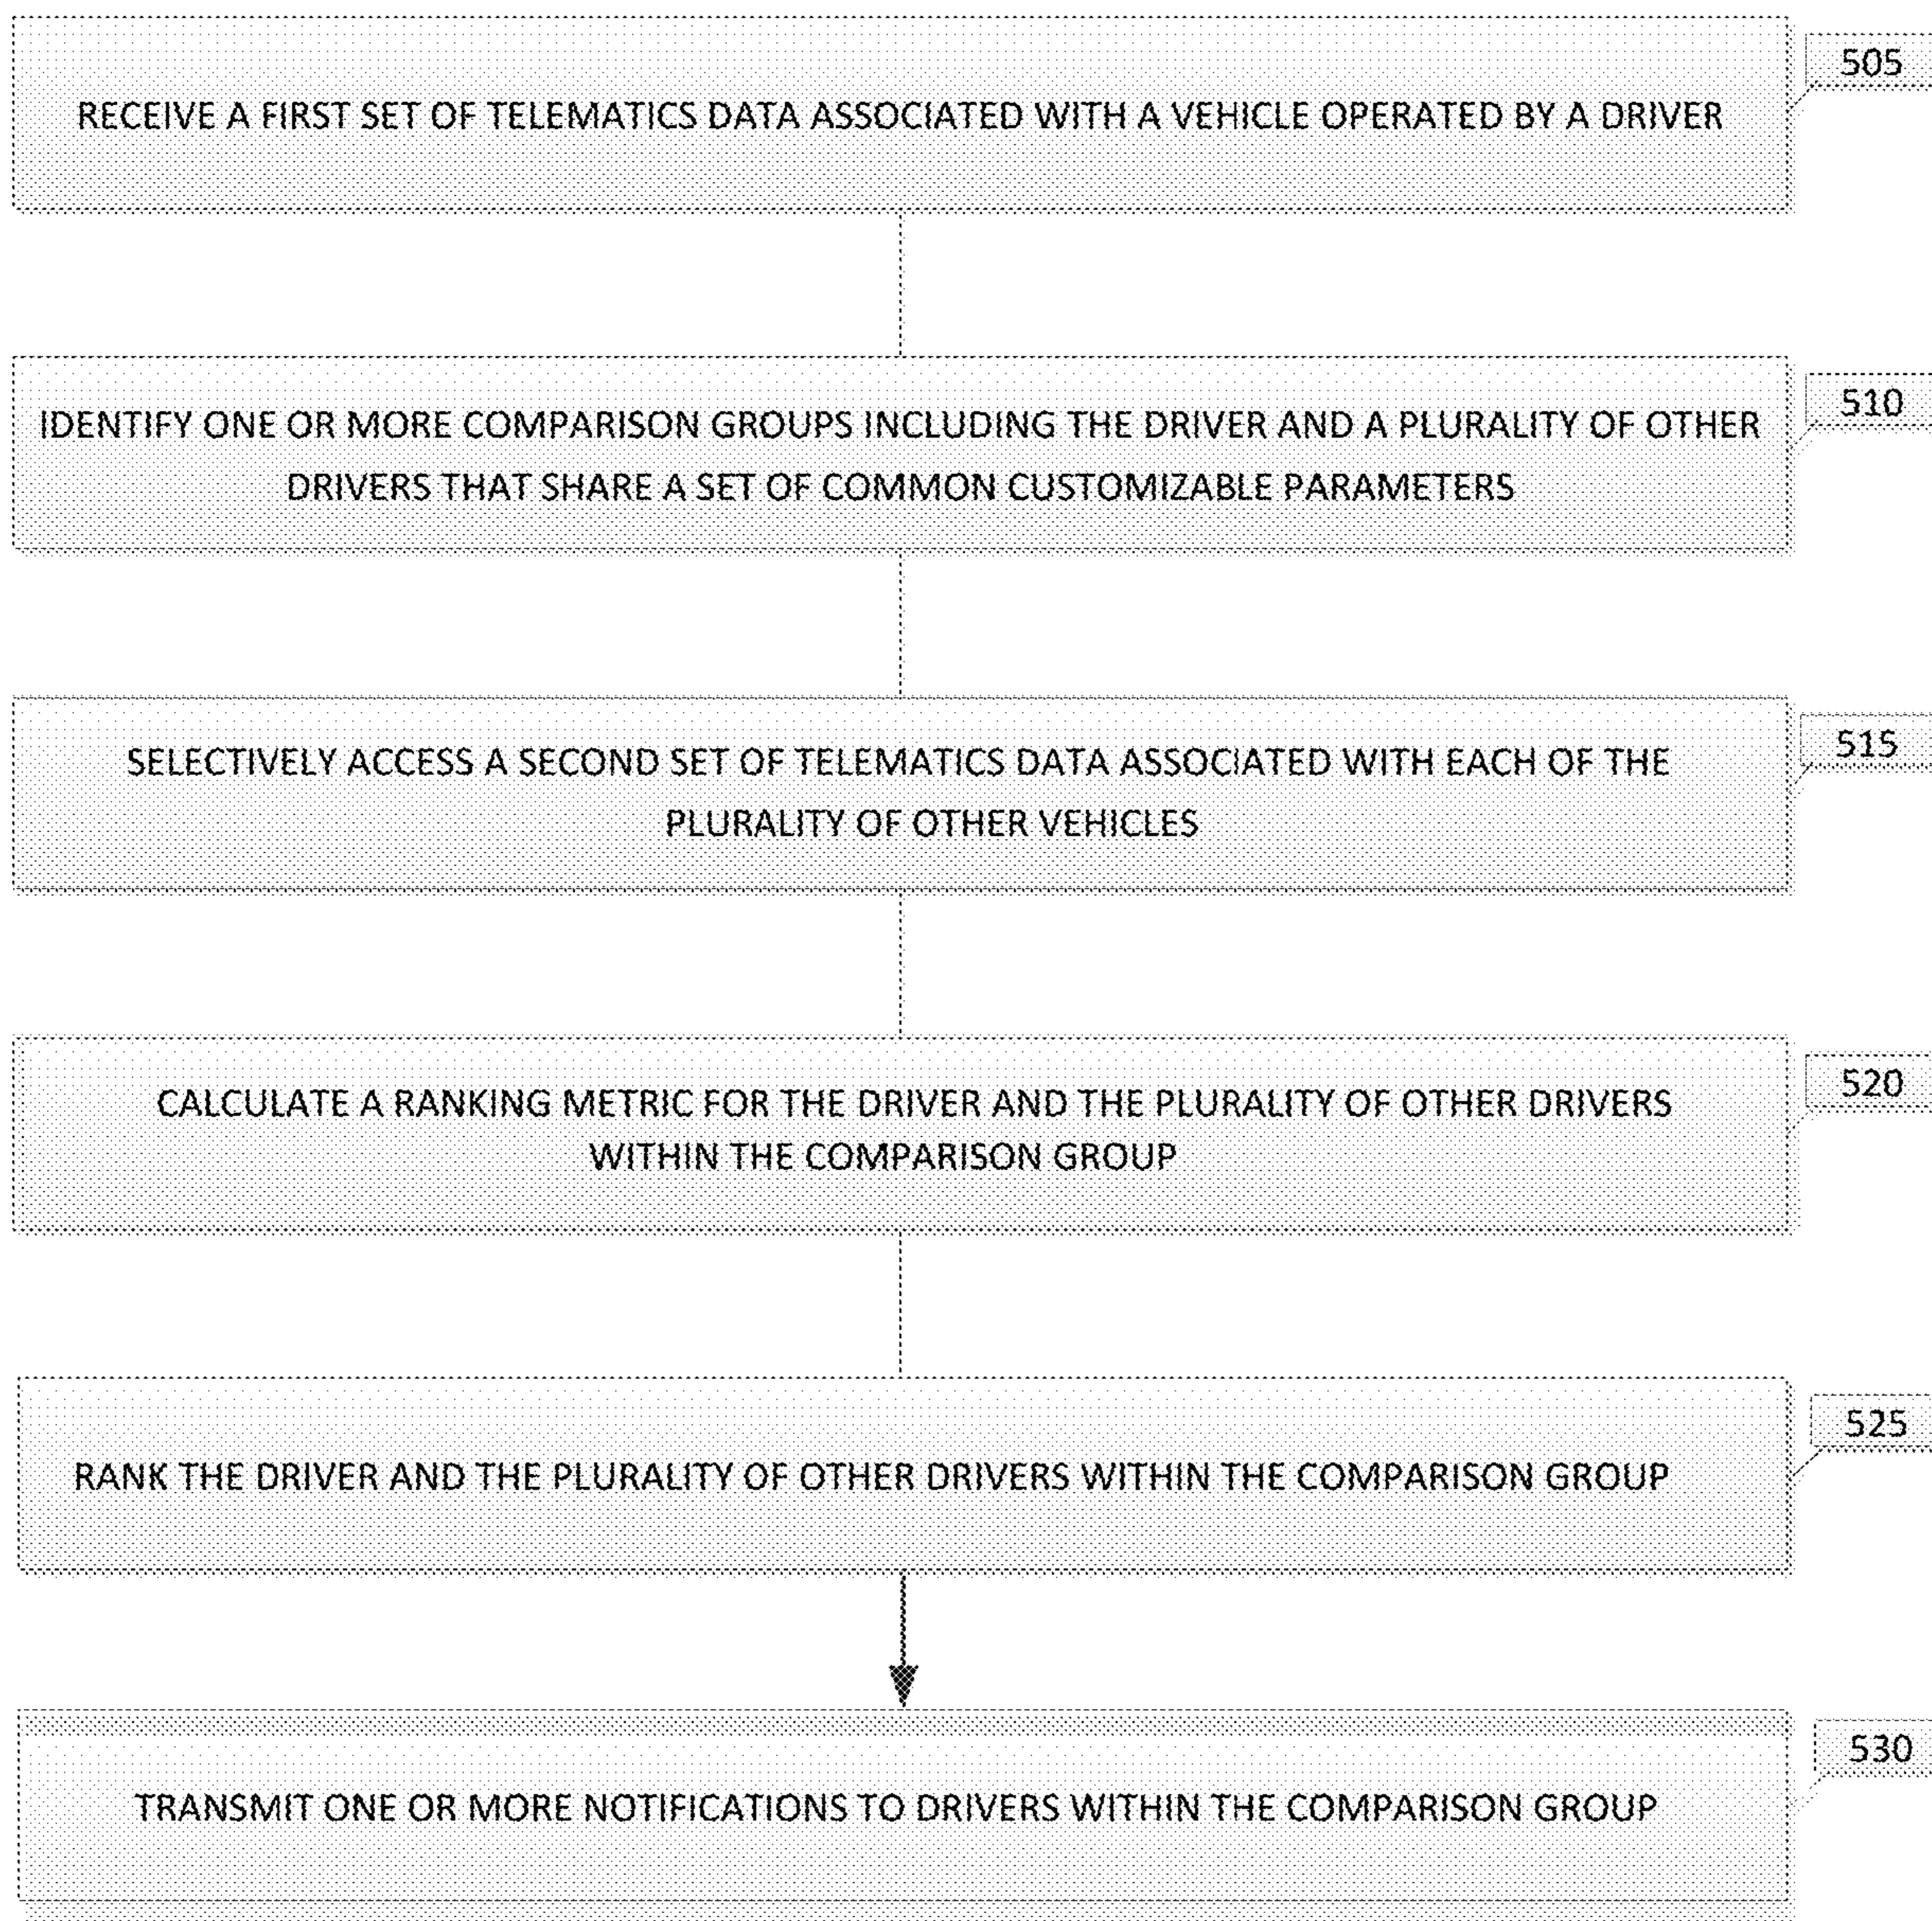 505
RECEIVE A FIRST SET OF TELEMATICS DATA ASSOCIATED WITH A VEHICLE OPERATED BY A DRIVER
510
IDENTIFY ONE OR MORE COMPARISON GROUPS INCLUDING THE DRIVER AND A PLURALITY OF OTHER
DRIVERS THAT SHARE A SET OF COMMON CUSTOMIZABLE PARAMETERS
515
SELECTIVELY ACCESS A SECOND SET OF TELEMATICS DATA ASSOCIATED WITH EACH OF THE
PLURALITY OF OTHER VEHICLES
520
CALCULATE A RANKING METRIC FOR THE DRIVER AND THE PLURALITY OF OTHER DRIVERS
WITHIN THE COMPARISON GROUP
525
RANK THE DRIVER AND THE PLURALITY OF OTHER DRIVERS WITHIN THE COMPARISON GROUP
530
TRANSMIT ONE OR MORE NOTIFICATIONS TO DRIVERS WITHIN THE COMPARISON GROUP